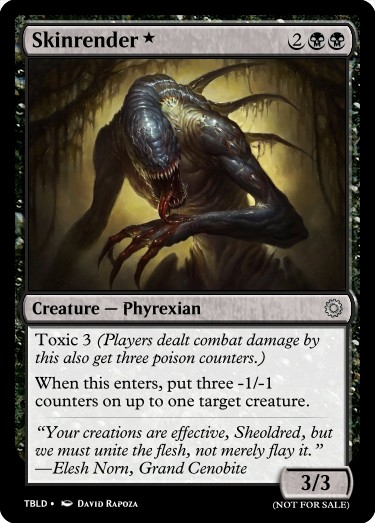 Skinrender ★ 2
Creature — Phyrexian
Toxic 3 (Players dealt combat damage by
this also get three poison counters.)
When this enters, put three -1/-1
counters on up to one target creature.
“Your creations are effective, Sheoldred, but
we must unite the flesh, not merely flay it.”
—Elesh Norn, Grand Cenobite
3/3
TBLD • David Rapoza
(NOT FOR SALE)